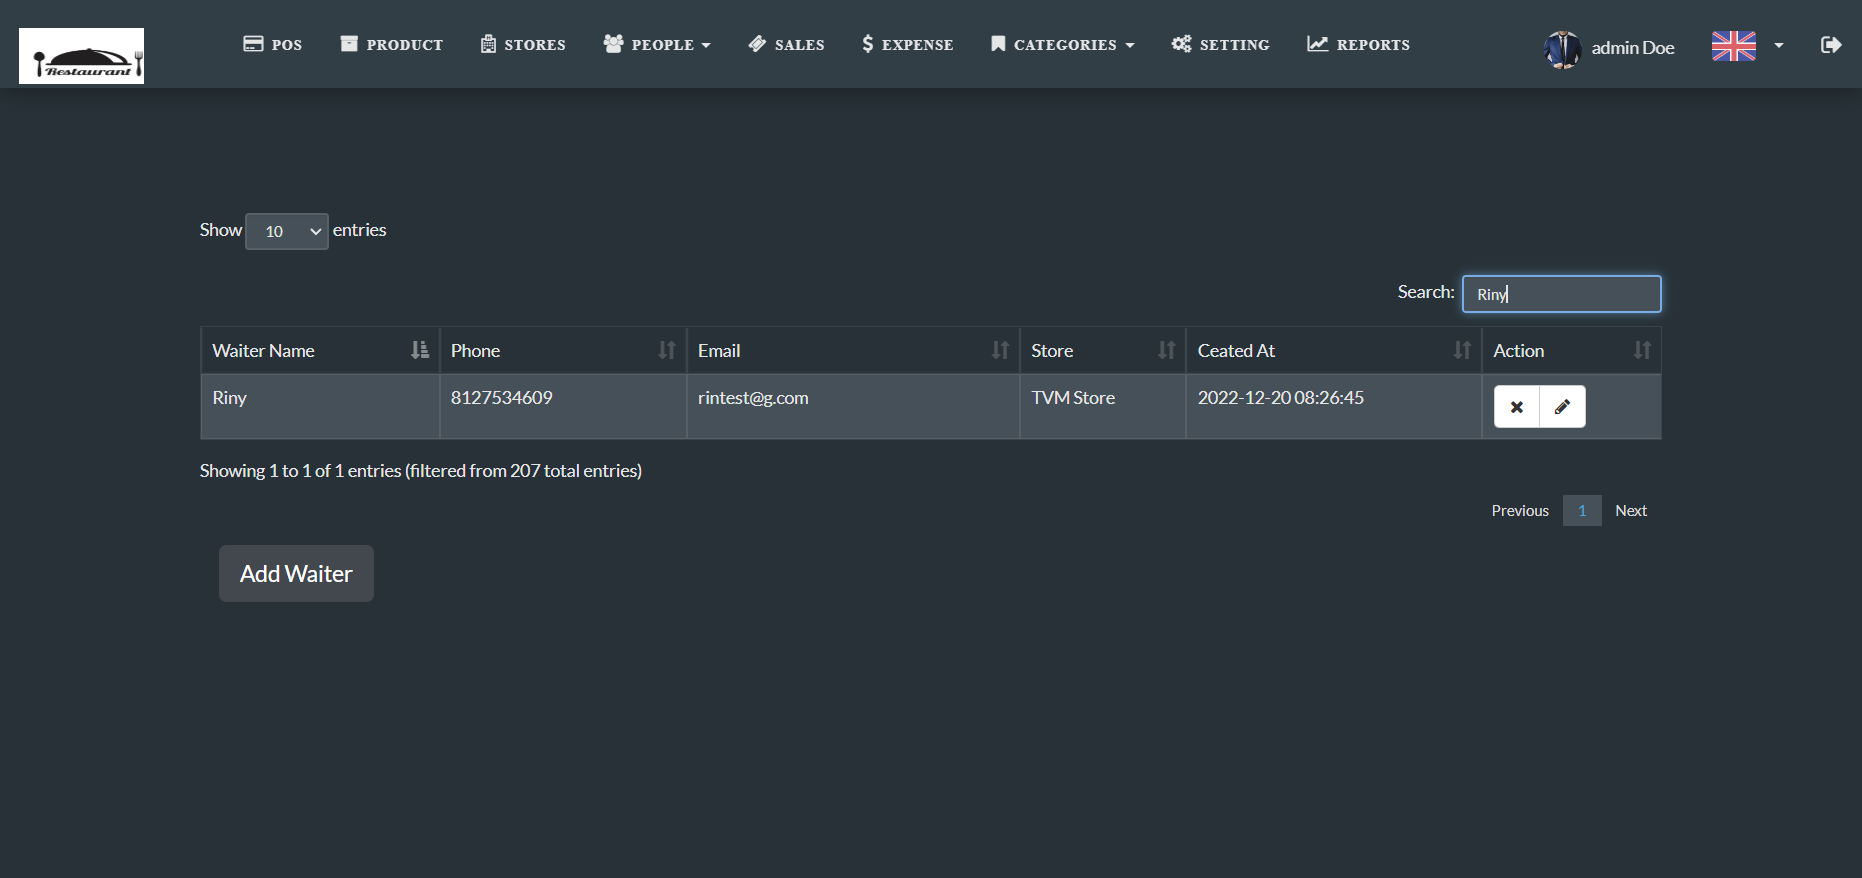 Restaurant
POS PRODUCT STORES PEOPLE SALES EXPENSE CATEGORIES SETTING REPORTS admin Doe
Show 10 entries
Search: Riny
Waiter Name Phone Email Store Ceated At Action
Riny 8127534609 rintest@g.com TVM Store 2022-12-20 08:26:45
Showing 1 to 1 of 1 entries (filtered from 207 total entries)
Previous 1 Next
Add Waiter